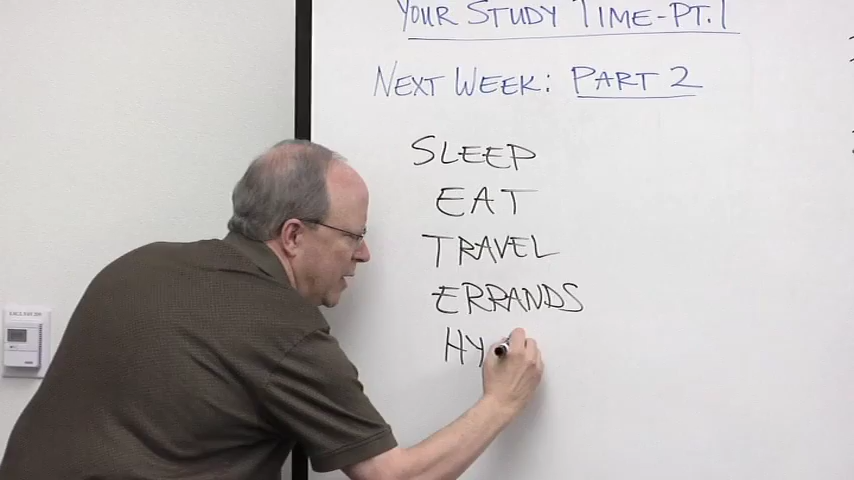 YOUR STUDY TIME-PT.1
NEXT WEEK: PART 2
SLEEP
EAT
TRAVEL
ERRANDS
HY